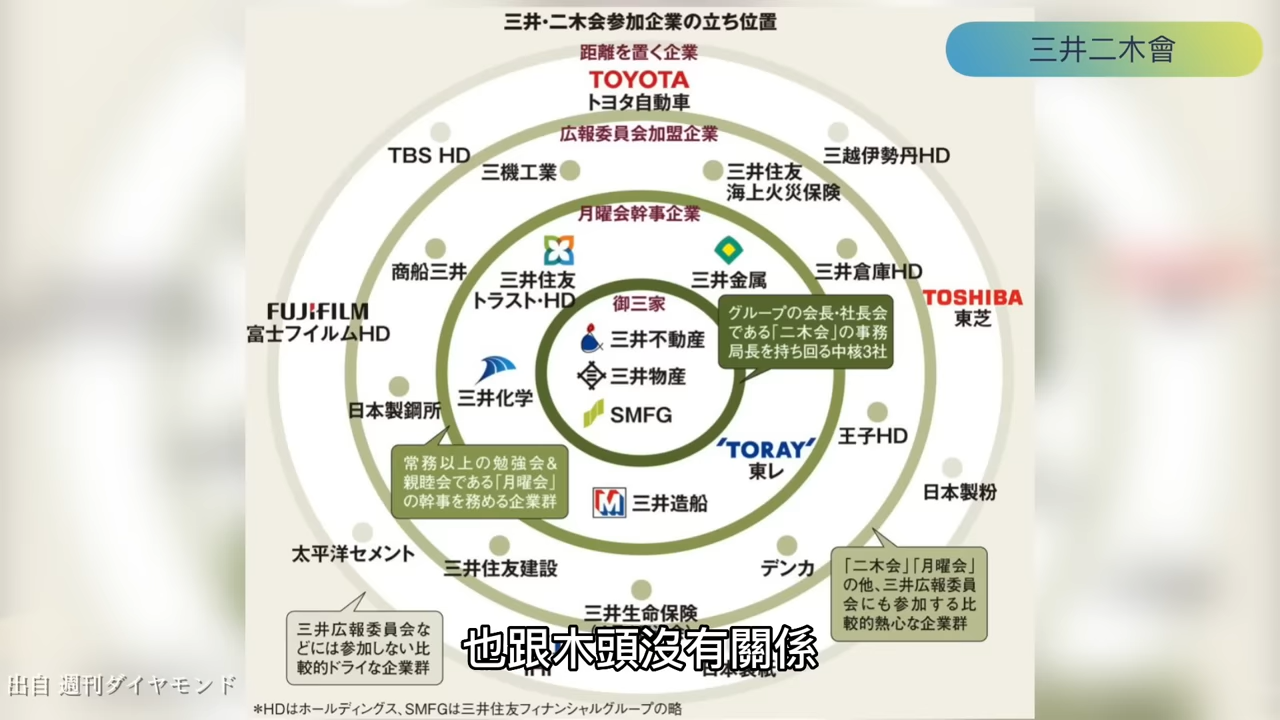 三井・二木会参加企業の立ち位置
三井二木會
距離を置く企業
TOYOTA
トヨタ自動車
広報委員会加盟企業
TBS HD
三機工業
三井住友
海上火災保険
三越伊勢丹HD
月曜会幹事企業
商船三井
三井住友
トラスト・HD
三井金属
三井倉庫HD
FUJIFILM
富士フイルムHD
御三家
三井不動産
三井物産
SMFG
グループの会長・社長会
である「二木会」の事務
局長を持ち回る中核3社
TOSHIBA
東芝
三井化学
日本製鋼所
'TORAY'
東レ
王子HD
常務以上の勉強会&
親睦会である「月曜会」
の幹事を務める企業群
三井造船
日本製粉
太平洋セメント
三井住友建設
デンカ
「二木会」「月曜会」
の他、三井広報委員
会にも参加する比
較的熱心な企業群
三井生命保険
三井広報委員会な
どには参加しない比
較的ドライな企業群
也跟木頭沒有關係
日本製紙
出自 週刊ダイヤモンド
*HDはホールディングス、SMFGは三井住友フィナンシャルグループの略